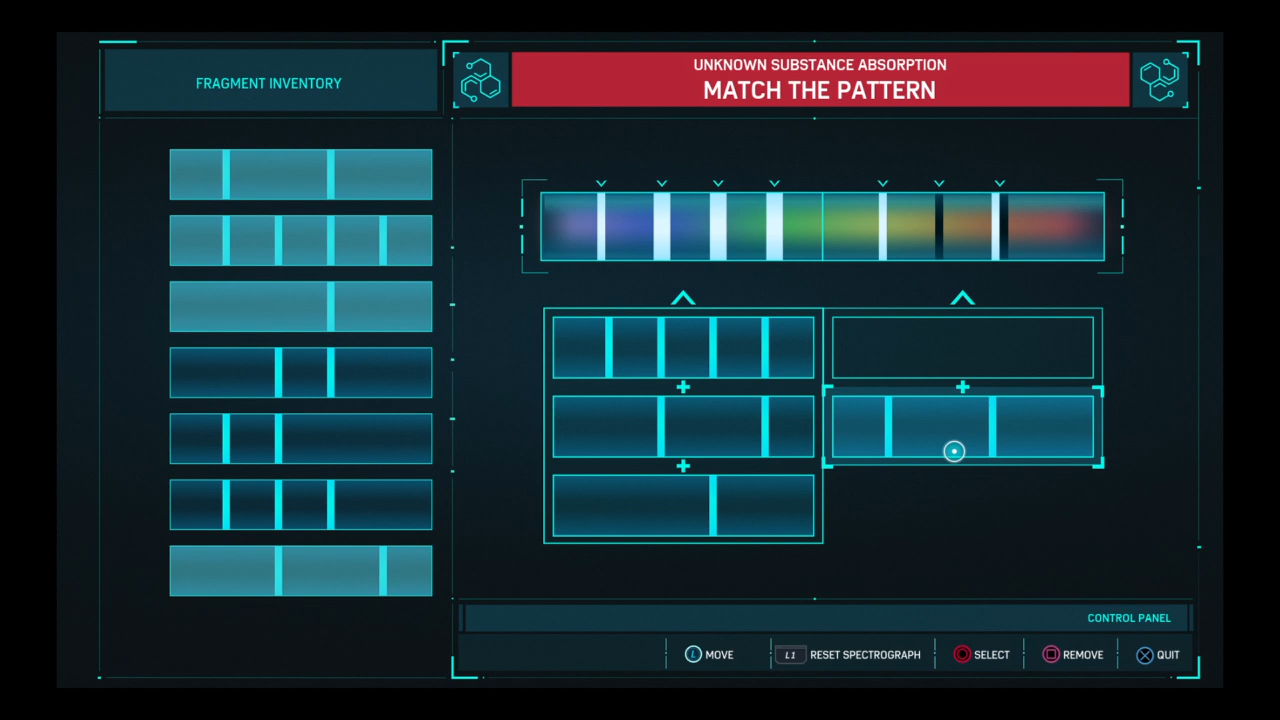 FRAGMENT INVENTORY
UNKNOWN SUBSTANCE ABSORPTION
MATCH THE PATTERN
CONTROL PANEL
L MOVE
L1 RESET SPECTROGRAPH
SELECT
REMOVE
QUIT